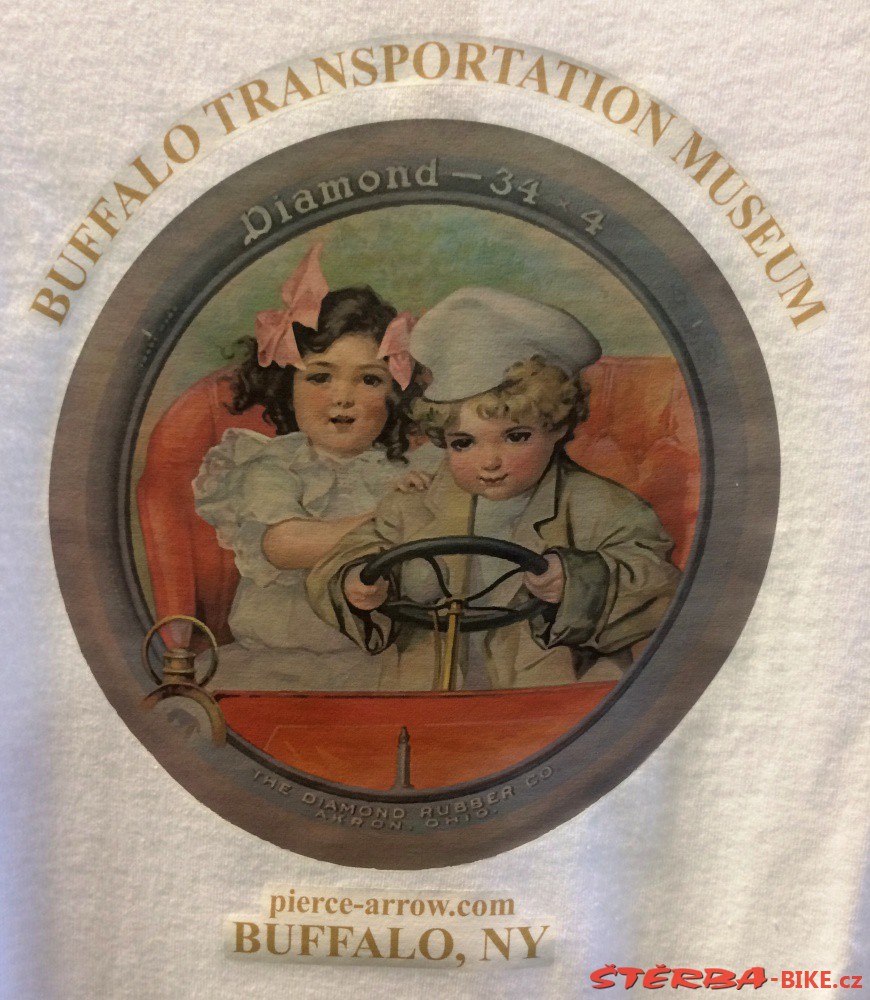 BUFFALO TRANSPORTATION MUSEUM
Diamond – 34 x 4
THE DIAMOND RUBBER CO.
AKRON, OHIO.
pierce-arrow.com
BUFFALO, NY
ŠTĚRBA-BIKE.cz